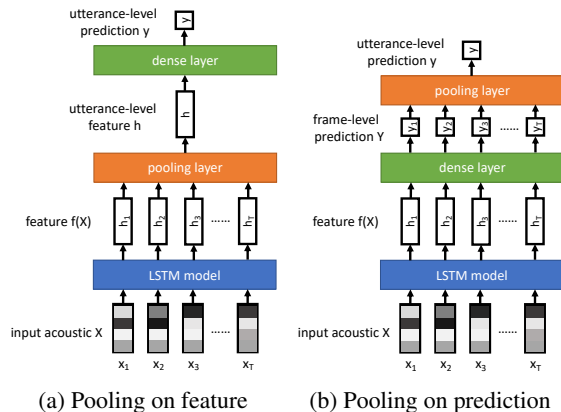 utterance-level
prediction y
y
dense layer
utterance-level
feature h
h
pooling layer
feature f(X)
h1 h2 h3 ...... hT
LSTM model
input acoustic X
......
x1 x2 x3 xT
(a) Pooling on feature
utterance-level
prediction y
y
pooling layer
frame-level
prediction Y
y1 y2 y3 ...... yT
dense layer
feature f(X)
h1 h2 h3 ...... hT
LSTM model
input acoustic X
......
x1 x2 x3 xT
(b) Pooling on prediction